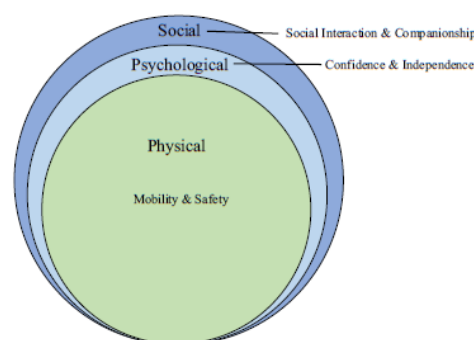 Social
Social Interaction & Companionship
Psychological
Confidence & Independence
Physical
Mobility & Safety